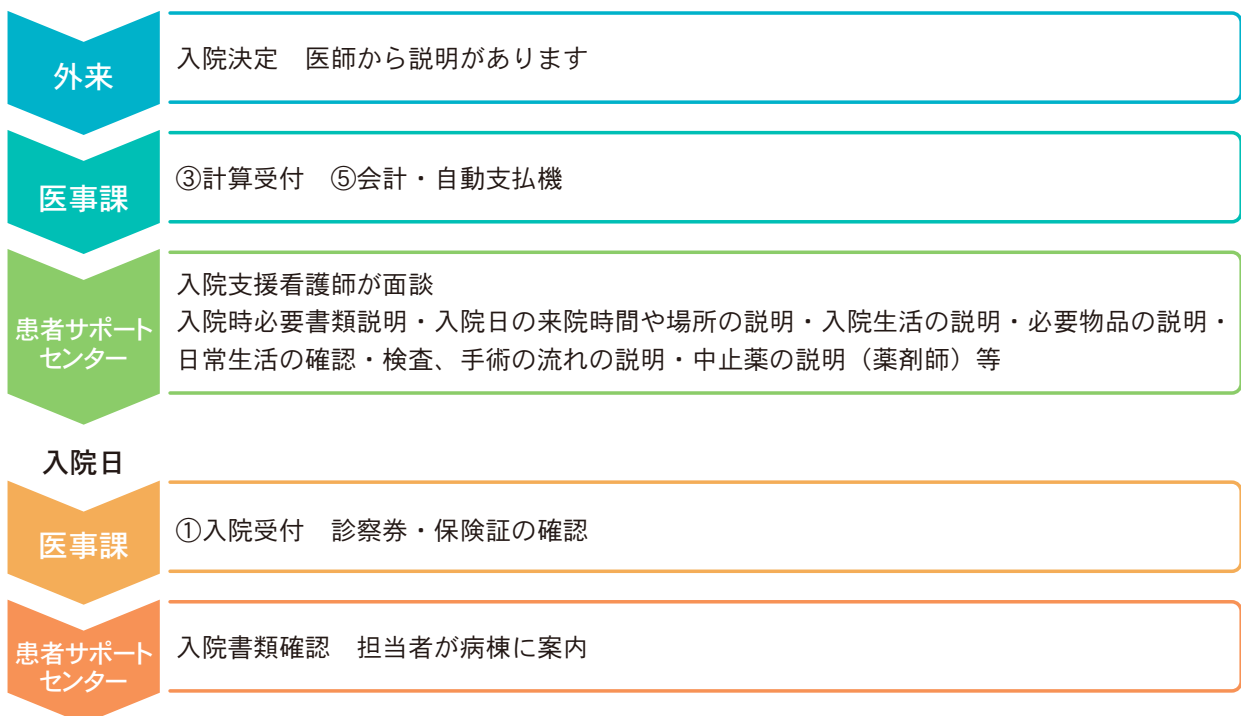 外来
入院決定　医師から説明があります
医事課
③計算受付　⑤会計・自動支払機
患者サポート
センター
入院支援看護師が面談
入院時必要書類説明・入院日の来院時間や場所の説明・入院生活の説明・必要物品の説明・
日常生活の確認・検査、手術の流れの説明・中止薬の説明（薬剤師）等
入院日
医事課
①入院受付　診察券・保険証の確認
患者サポート
センター
入院書類確認　担当者が病棟に案内